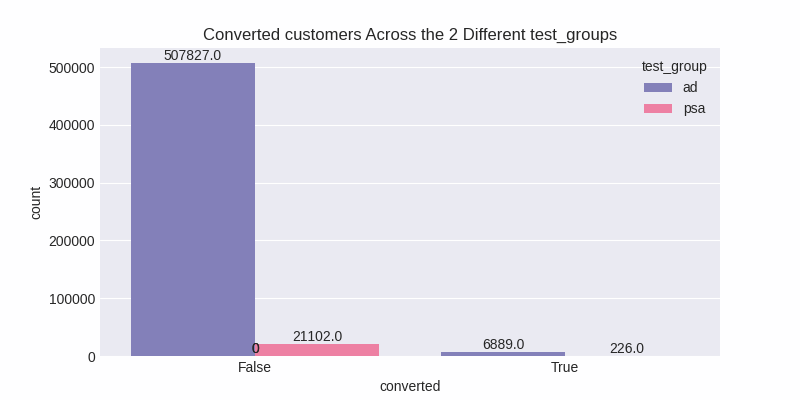 Converted customers Across the 2 Different test_groups
507827.0
500000
400000
300000
200000
100000
0
count
test_group
ad
psa
0
21102.0
6889.0
226.0
False
True
converted